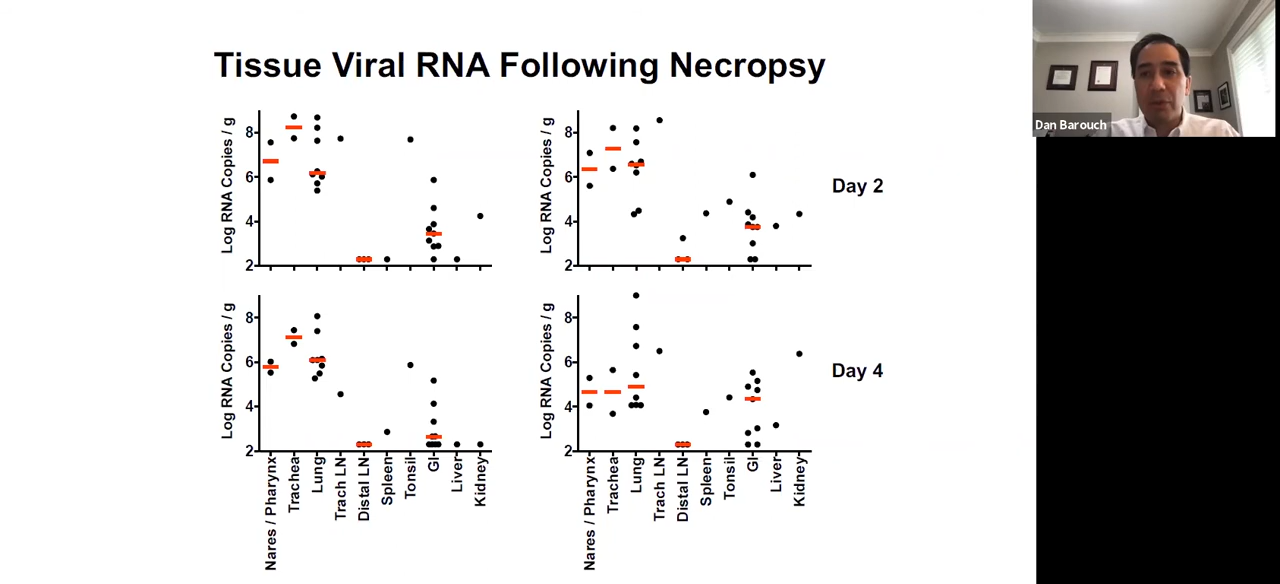 Tissue Viral RNA Following Necropsy
Dan Barouch
Log RNA Copies / g
8
6
4
2
Log RNA Copies / g
8
6
4
2
Day 2
Log RNA Copies / g
8
6
4
2
Nares / Pharynx
Trachea
Lung
Trach LN
Distal LN
Spleen
Tonsil
GI
Liver
Kidney
Log RNA Copies / g
8
6
4
2
Nares / Pharynx
Trachea
Lung
Trach LN
Distal LN
Spleen
Tonsil
GI
Liver
Kidney
Day 4